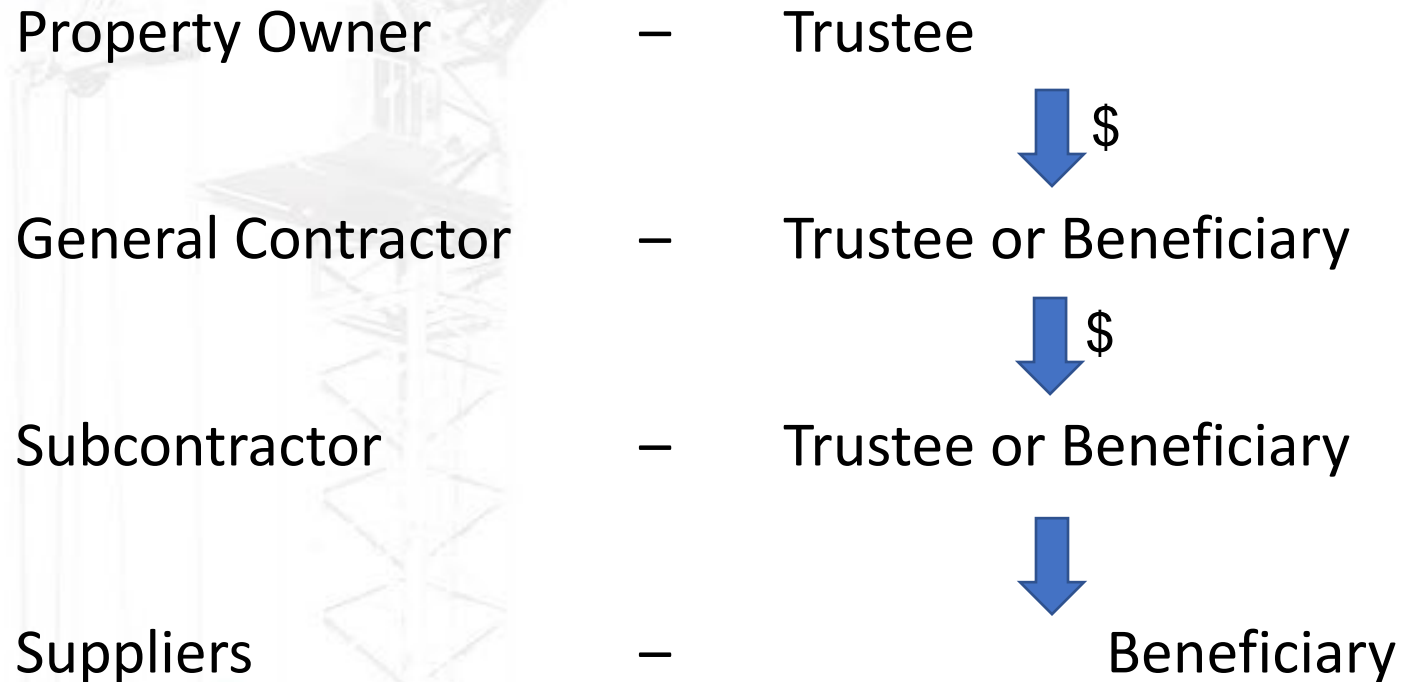 Property Owner – Trustee
$
General Contractor – Trustee or Beneficiary
$
Subcontractor – Trustee or Beneficiary
Suppliers – Beneficiary